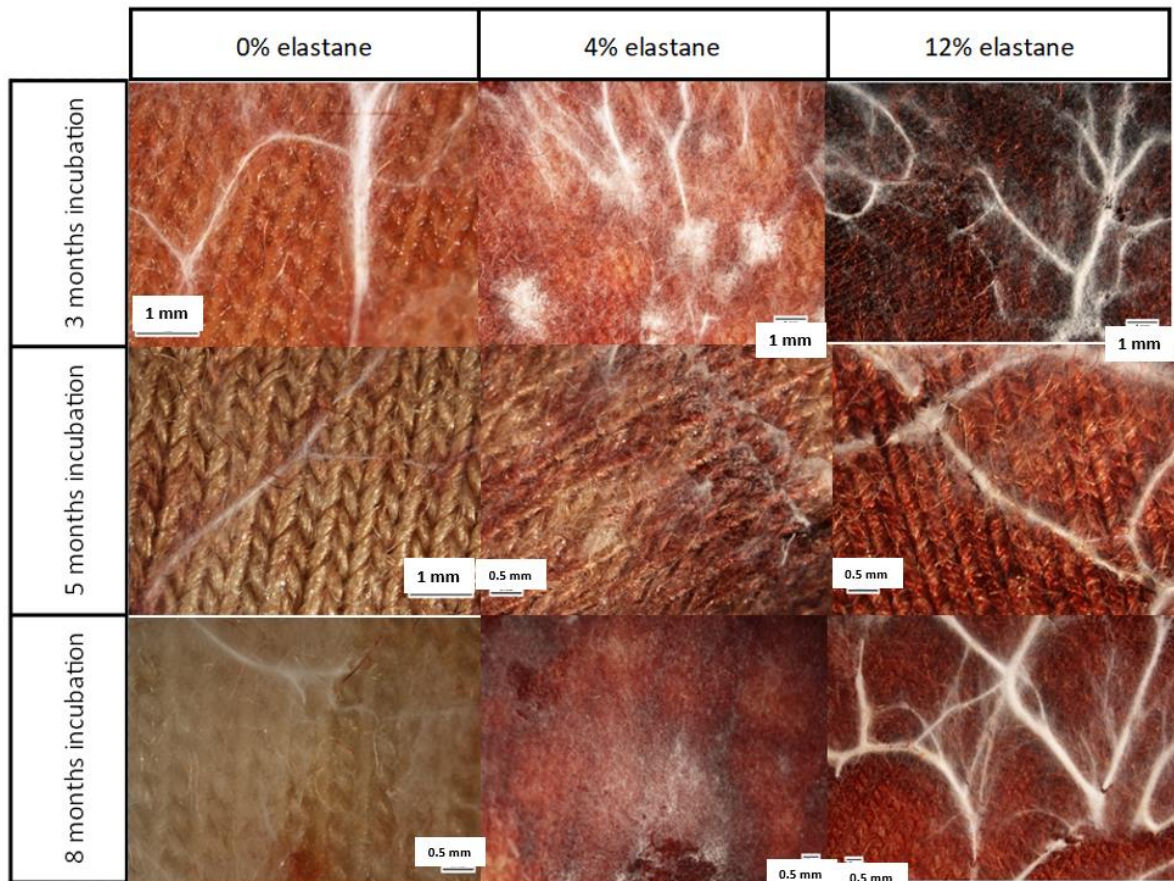 0% elastane
4% elastane
12% elastane
3 months incubation
1 mm
1 mm
1 mm
5 months incubation
1 mm
0.5 mm
0.5 mm
8 months incubation
0.5 mm
0.5 mm
0.5 mm